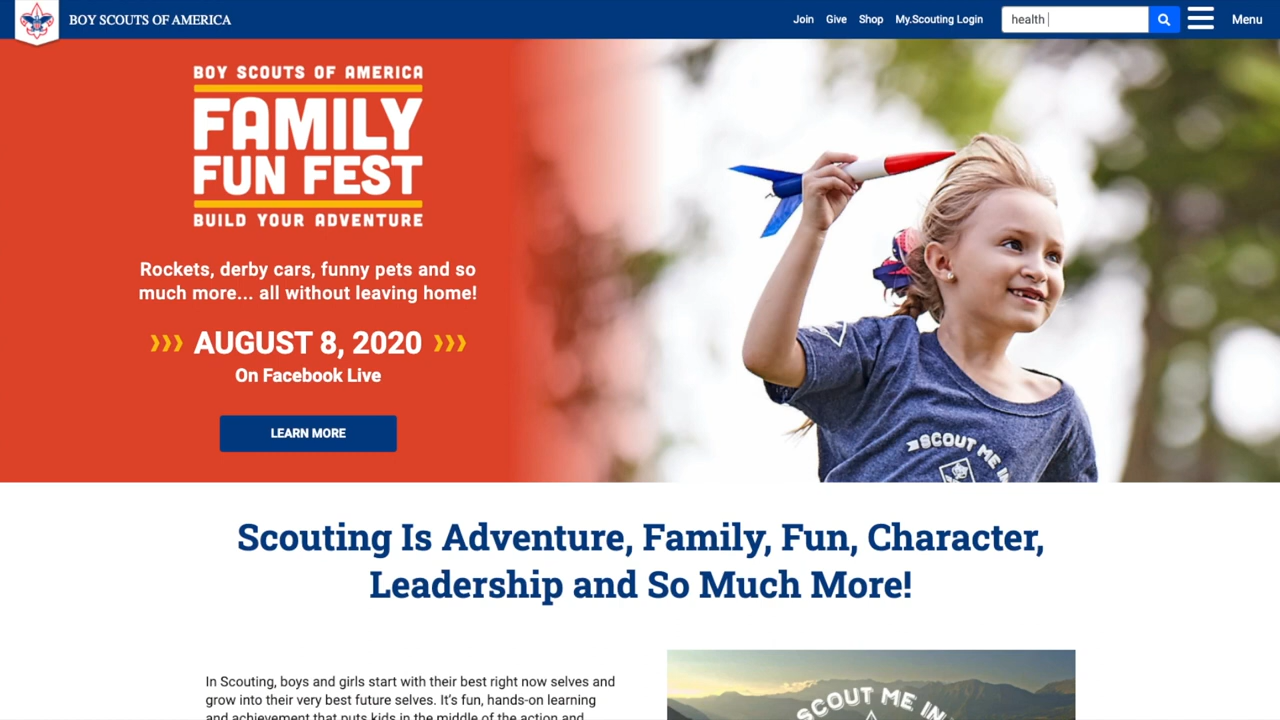 BOY SCOUTS OF AMERICA
Join Give Shop My.Scouting Login
health
Menu
BOY SCOUTS OF AMERICA
FAMILY
FUN FEST
BUILD YOUR ADVENTURE
Rockets, derby cars, funny pets and so
much more... all without leaving home!
AUGUST 8, 2020
On Facebook Live
LEARN MORE
SCOUT ME IN
Scouting Is Adventure, Family, Fun, Character,
Leadership and So Much More!
In Scouting, boys and girls start with their best right now selves and
grow into their very best future selves. It's fun, hands-on learning
and achievement that puts kids in the middle of the action and
SCOUT ME IN